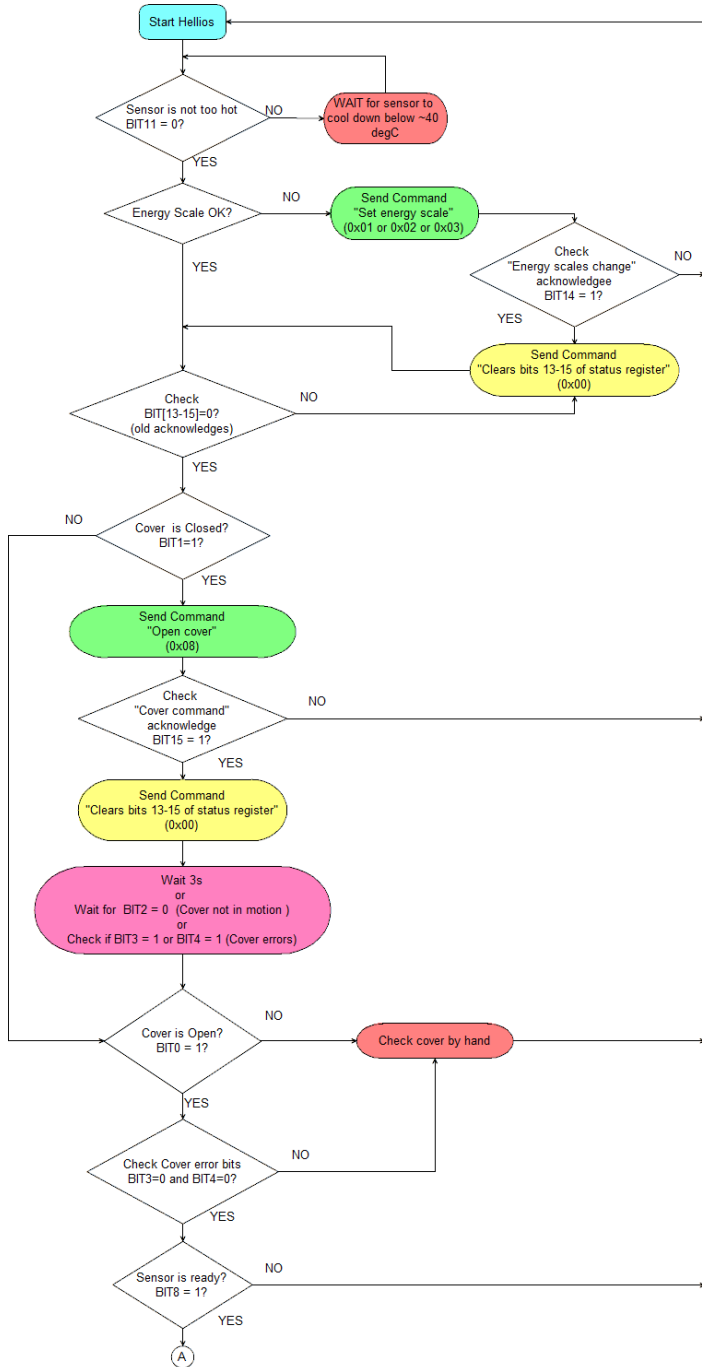 Start Hellios
Sensor is not too hot
BIT11 = 0?
NO
WAIT for sensor to
cool down below ~40
degC
YES
Energy Scale OK?
NO
Send Command
"Set energy scale"
(0x01 or 0x02 or 0x03)
YES
Check
"Energy scales change"
acknowledgee
BIT14 = 1?
NO
YES
Send Command
"Clears bits 13-15 of status register"
(0x00)
Check
BIT[13-15]=0?
(old acknowledges)
NO
YES
NO
Cover is Closed?
BIT1=1?
YES
Send Command
"Open cover"
(0x08)
Check
"Cover command"
acknowledge
BIT15 = 1?
NO
YES
Send Command
"Clears bits 13-15 of status register"
(0x00)
Wait 3s
or
Wait for BIT2 = 0 (Cover not in motion )
or
Check if BIT3 = 1 or BIT4 = 1 (Cover errors)
Cover is Open?
BIT0 = 1?
NO
Check cover by hand
YES
Check Cover error bits
BIT3=0 and BIT4=0?
NO
YES
Sensor is ready?
BIT8 = 1?
NO
YES
A